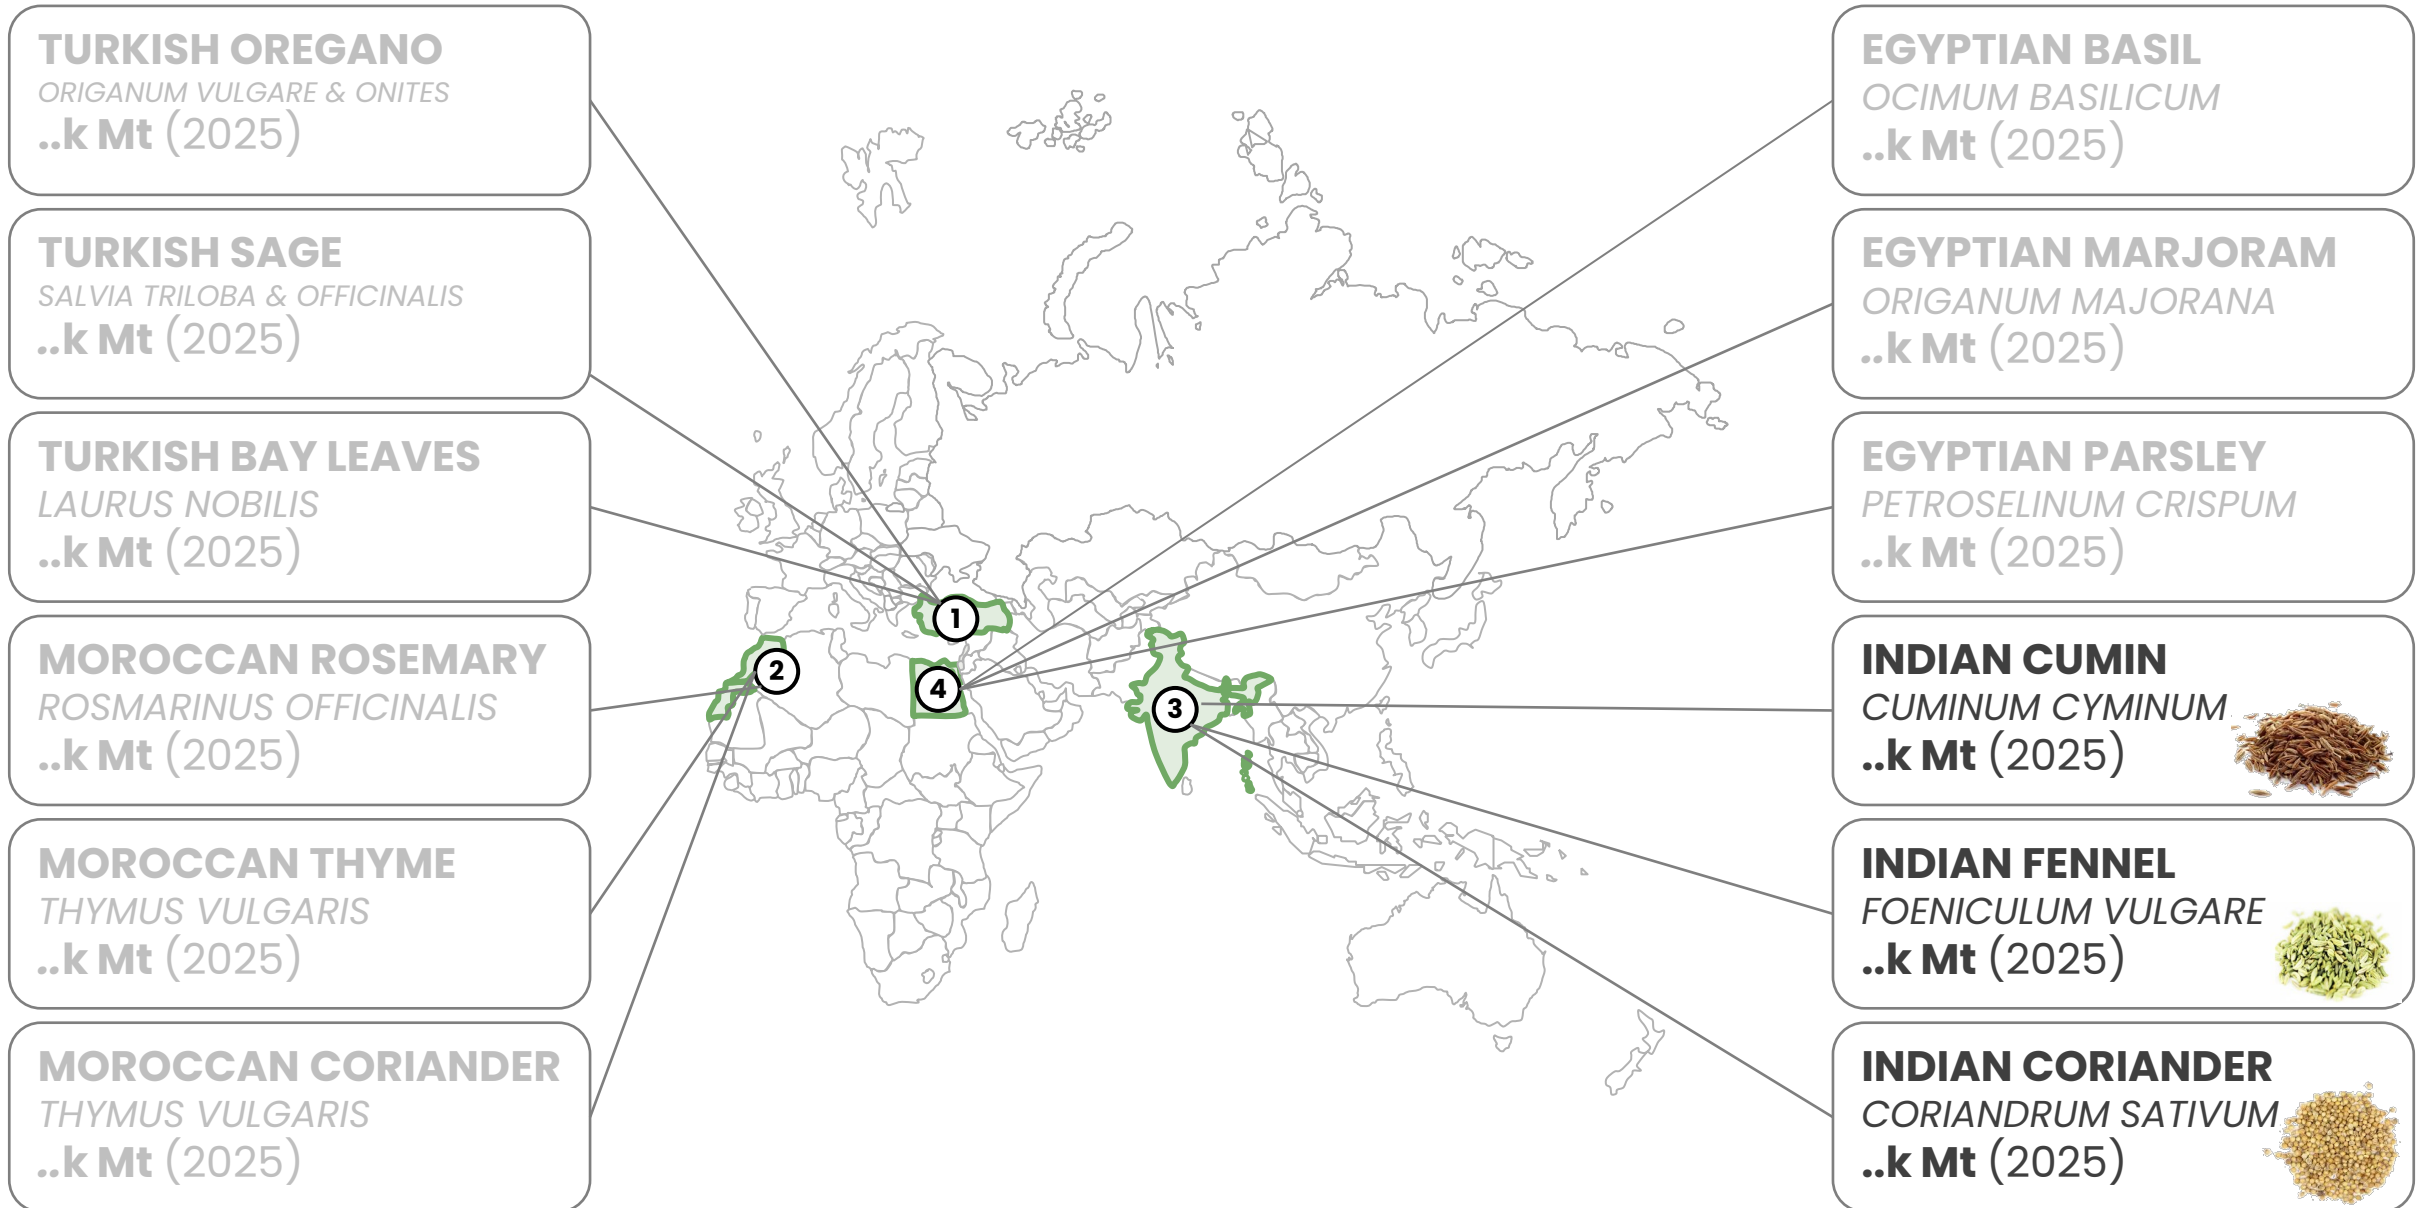 TURKISH OREGANO
ORIGANUM VULGARE & ONITES
..k Mt (2025)
TURKISH SAGE
SALVIA TRILOBA & OFFICINALIS
..k Mt (2025)
TURKISH BAY LEAVES
LAURUS NOBILIS
..k Mt (2025)
MOROCCAN ROSEMARY
ROSMARINUS OFFICINALIS
..k Mt (2025)
MOROCCAN THYME
THYMUS VULGARIS
..k Mt (2025)
MOROCCAN CORIANDER
THYMUS VULGARIS
..k Mt (2025)
1
2
4
3
EGYPTIAN BASIL
OCIMUM BASILICUM
..k Mt (2025)
EGYPTIAN MARJORAM
ORIGANUM MAJORANA
..k Mt (2025)
EGYPTIAN PARSLEY
PETROSELINUM CRISPUM
..k Mt (2025)
INDIAN CUMIN
CUMINUM CYMINUM
..k Mt (2025)
INDIAN FENNEL
FOENICULUM VULGARE
..k Mt (2025)
INDIAN CORIANDER
CORIANDRUM SATIVUM
..k Mt (2025)